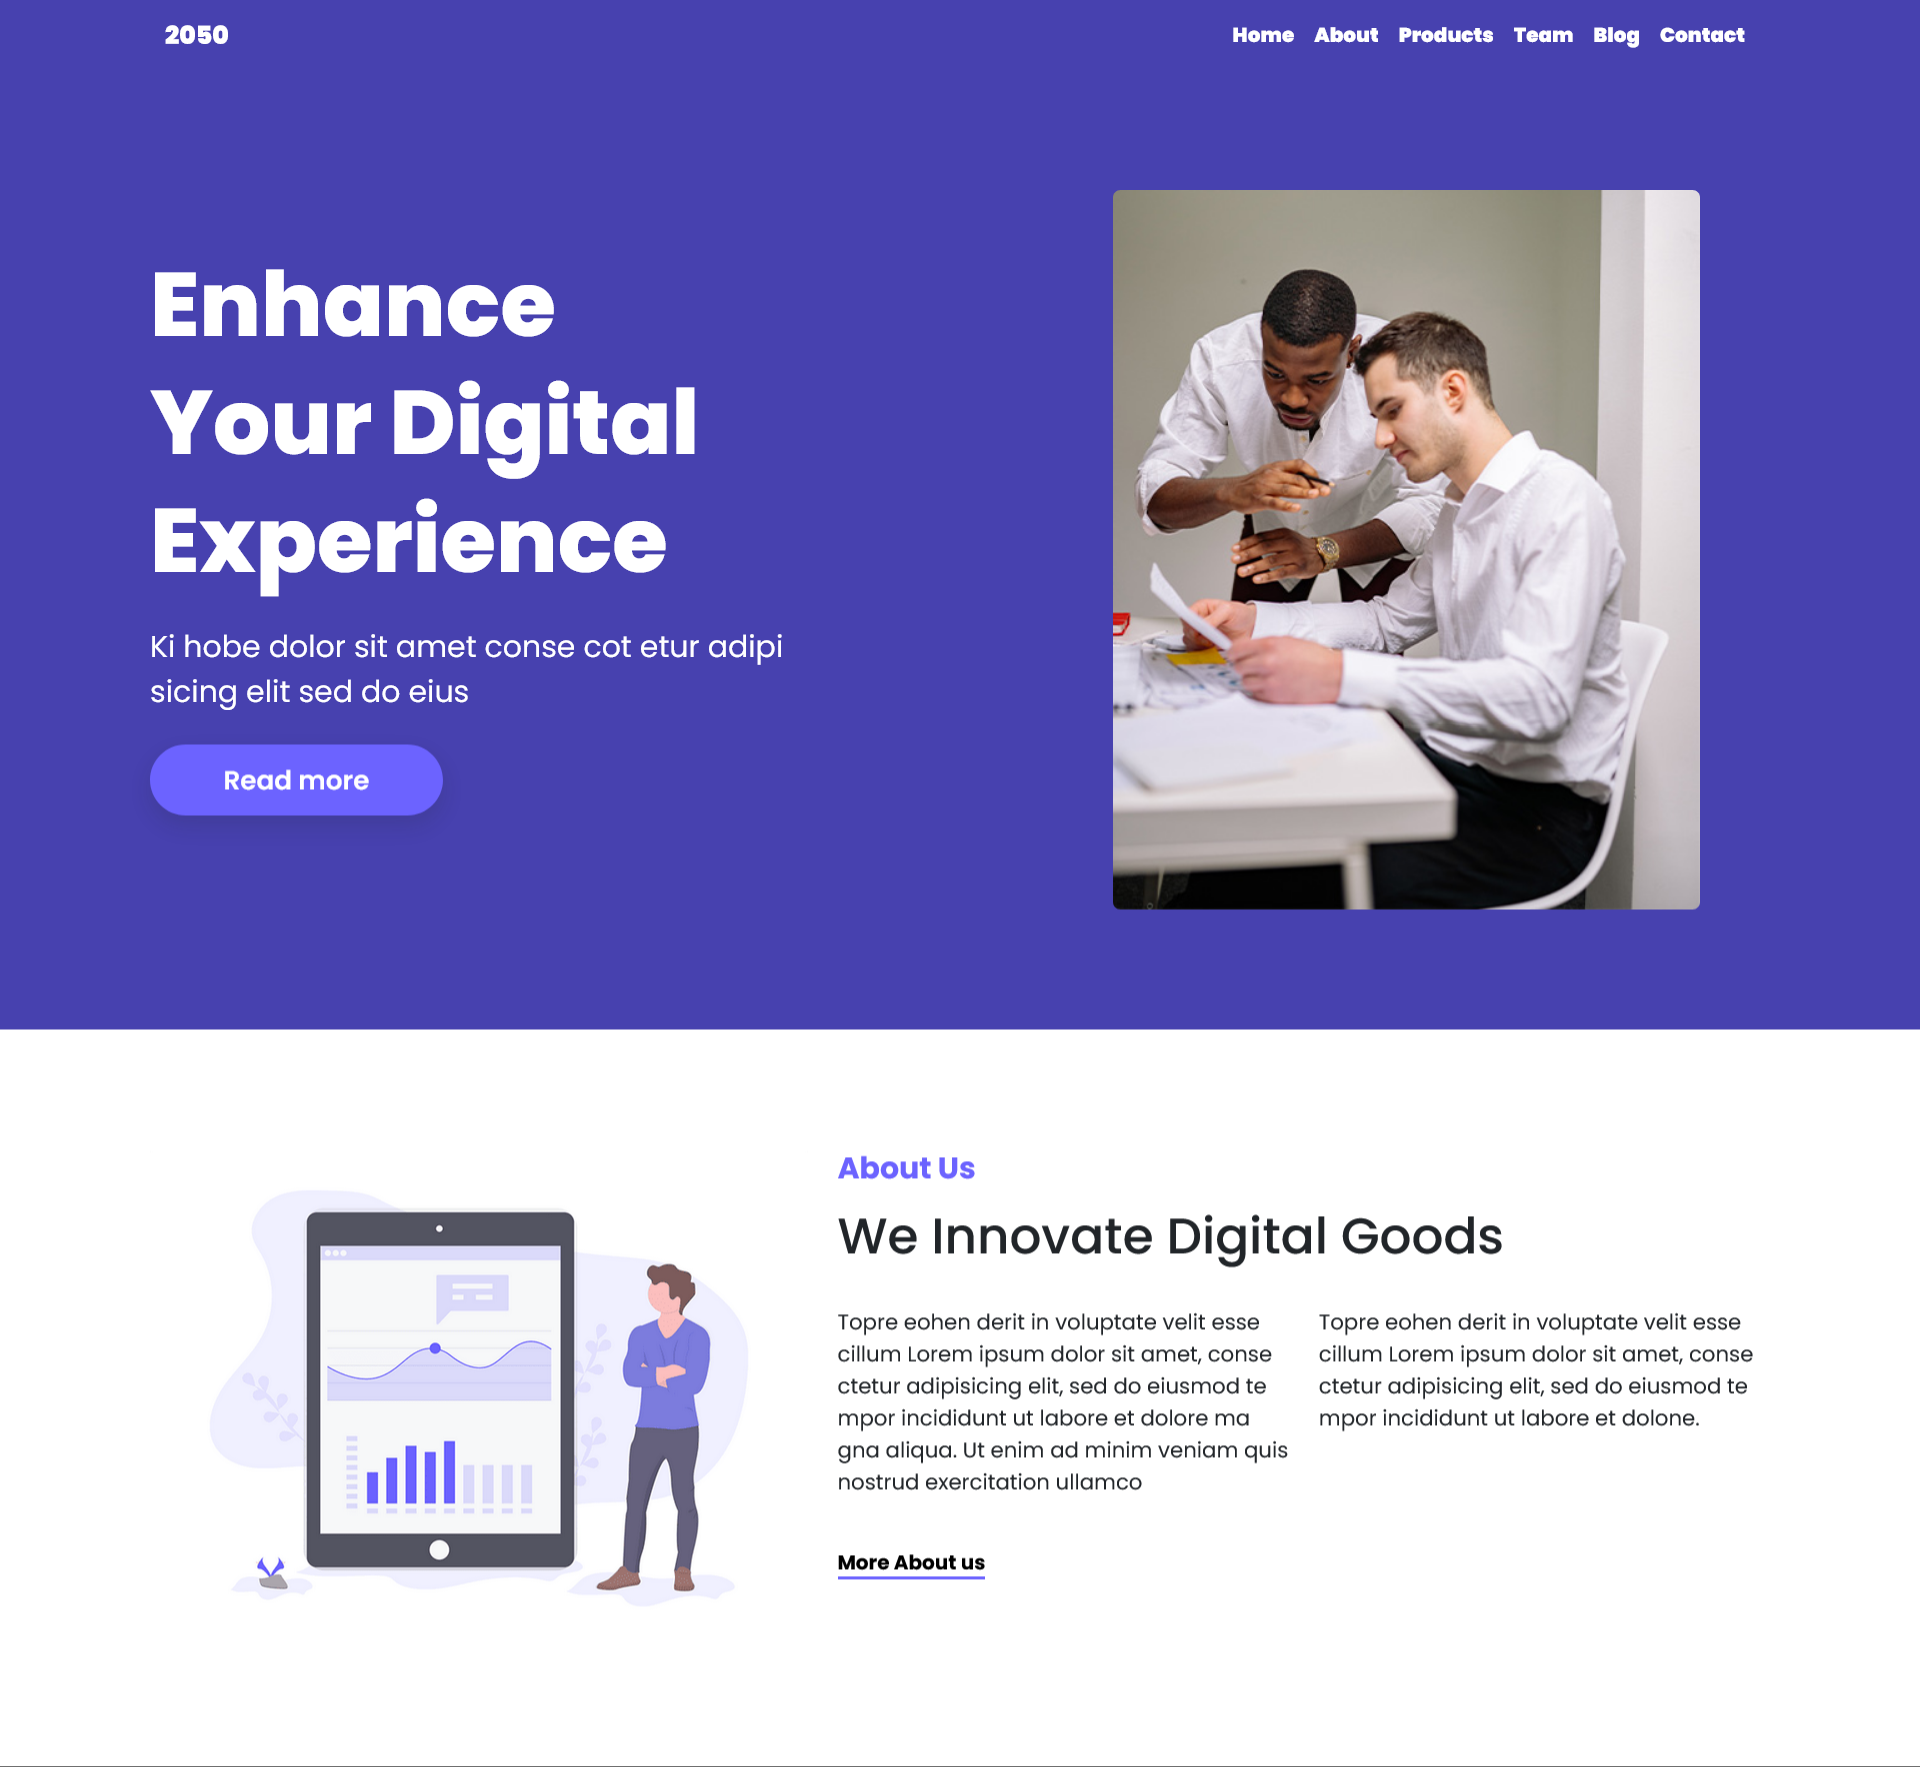 2050
Home About Products Team Blog Contact
Enhance
Your Digital
Experience
Ki hobe dolor sit amet conse cot etur adipi
sicing elit sed do eius
Read more
About Us
We Innovate Digital Goods
Topre eohen derit in voluptate velit esse
cillum Lorem ipsum dolor sit amet, conse
ctetur adipisicing elit, sed do eiusmod te
mpor incididunt ut labore et dolore ma
gna aliqua. Ut enim ad minim veniam quis
nostrud exercitation ullamco
Topre eohen derit in voluptate velit esse
cillum Lorem ipsum dolor sit amet, conse
ctetur adipisicing elit, sed do eiusmod te
mpor incididunt ut labore et dolone.
More About us